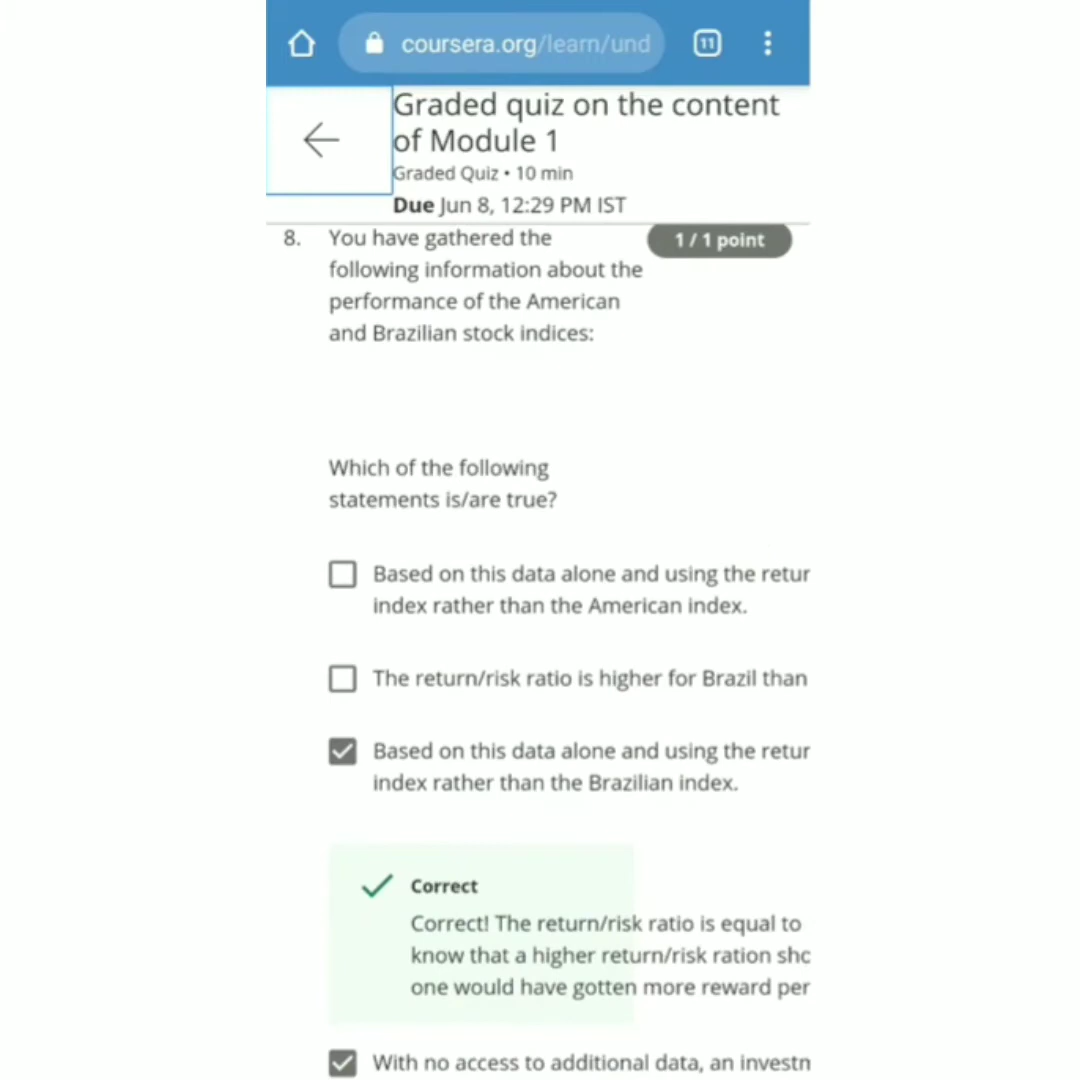 coursera.org/learn/und
11
Graded quiz on the content
of Module 1
Graded Quiz • 10 min
Due Jun 8, 12:29 PM IST
8. You have gathered the
1 / 1 point
following information about the
performance of the American
and Brazilian stock indices:
Which of the following
statements is/are true?
Based on this data alone and using the retur
index rather than the American index.
The return/risk ratio is higher for Brazil than
Based on this data alone and using the retur
index rather than the Brazilian index.
Correct
Correct! The return/risk ratio is equal to
know that a higher return/risk ration sho
one would have gotten more reward per
With no access to additional data, an investm